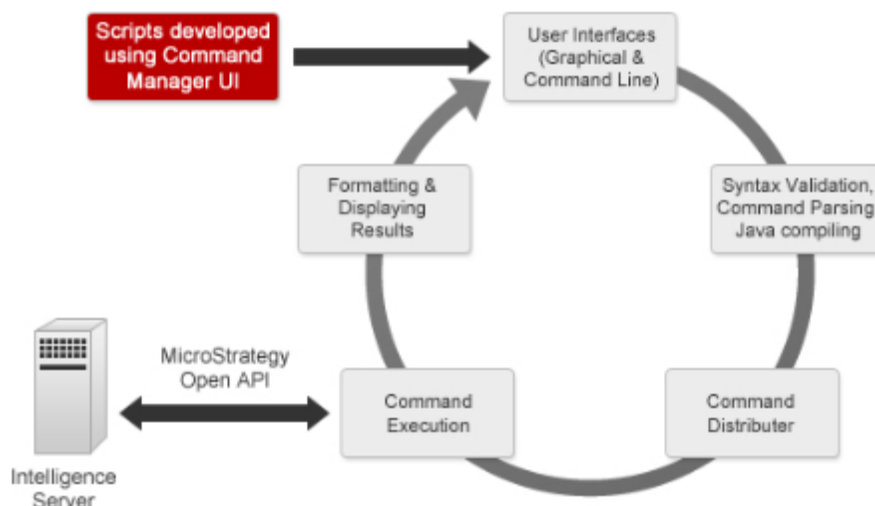 Scripts developed
using Command
Manager UI
User Interfaces
(Graphical &
Command Line)
Formatting &
Displaying
Results
Syntax Validation,
Command Parsing
Java compiling
MicroStrategy
Open API
Command
Execution
Command
Distributer
Intelligence
Server